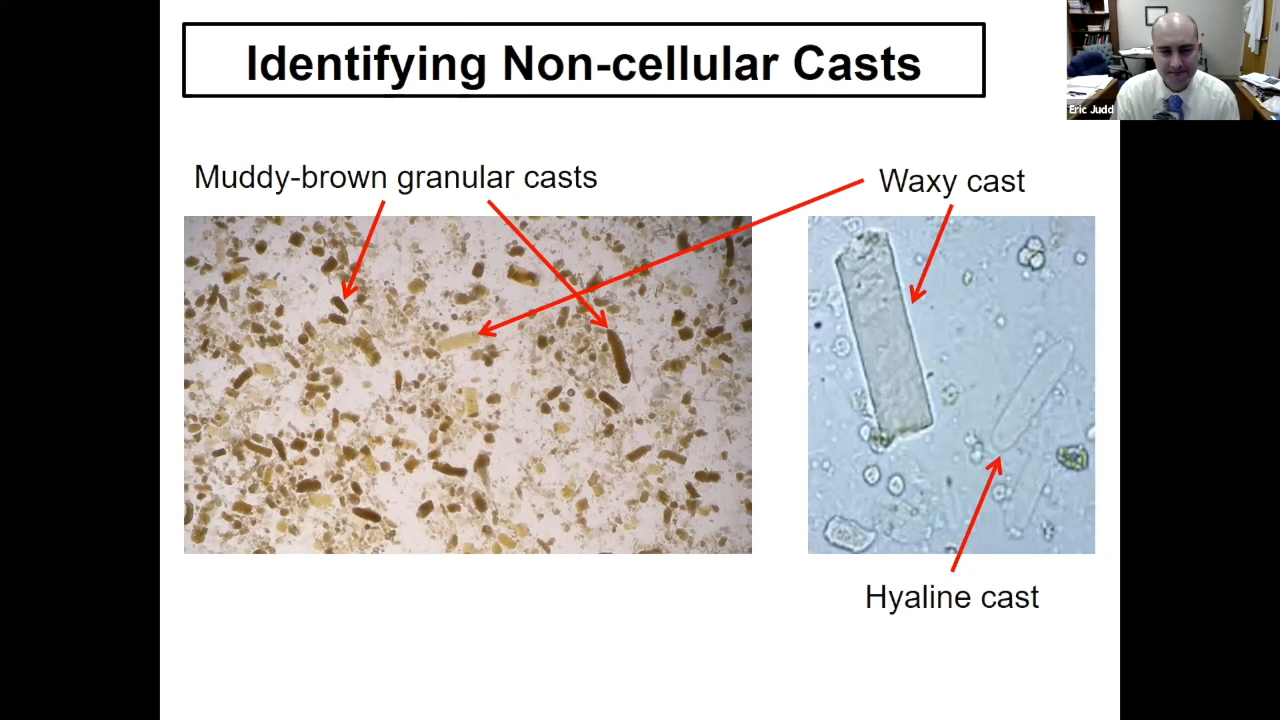 Identifying Non-cellular Casts
Eric Judd
Muddy-brown granular casts
Waxy cast
Hyaline cast